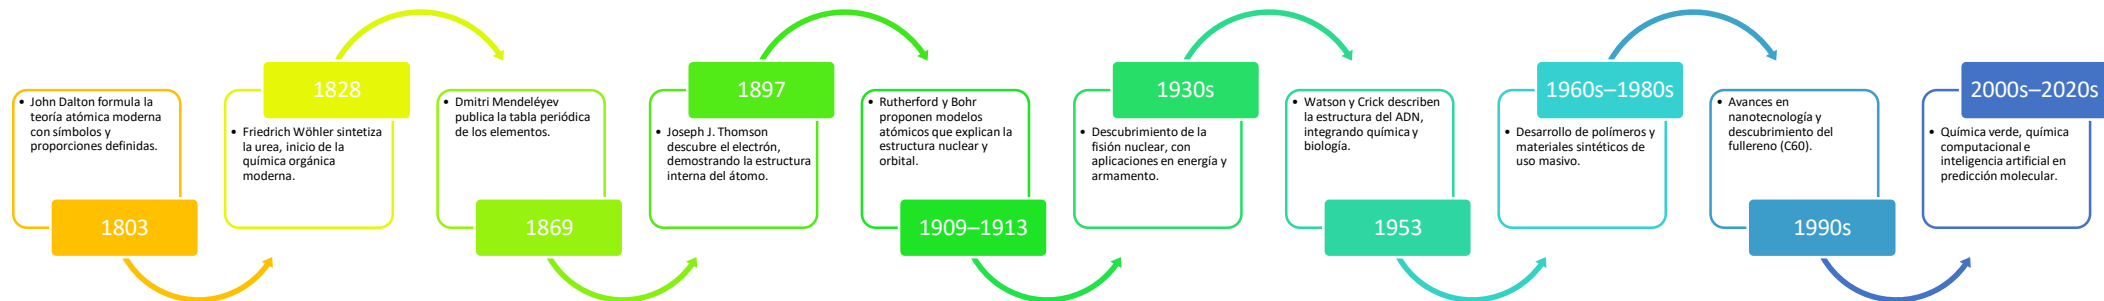 • John Dalton formula la
teoría atómica moderna
con símbolos y
proporciones definidas.
1803
1828
• Friedrich Wöhler sintetiza
la urea, inicio de la
química orgánica
moderna.
• Dmitri Mendeléyev
publica la tabla periódica
de los elementos.
1869
1897
• Joseph J. Thomson
descubre el electrón,
demostrando la estructura
interna del átomo.
• Rutherford y Bohr
proponen modelos
atómicos que explican la
estructura nuclear y
orbital.
1909–1913
1930s
• Descubrimiento de la
fisión nuclear, con
aplicaciones en energía y
armamento.
• Watson y Crick describen
la estructura del ADN,
integrando química y
biología.
1953
1960s–1980s
• Desarrollo de polímeros y
materiales sintéticos de
uso masivo.
• Avances en
nanotecnología y
descubrimiento del
fullereno (C60).
1990s
2000s–2020s
• Química verde, química
computacional e
inteligencia artificial en
predicción molecular.